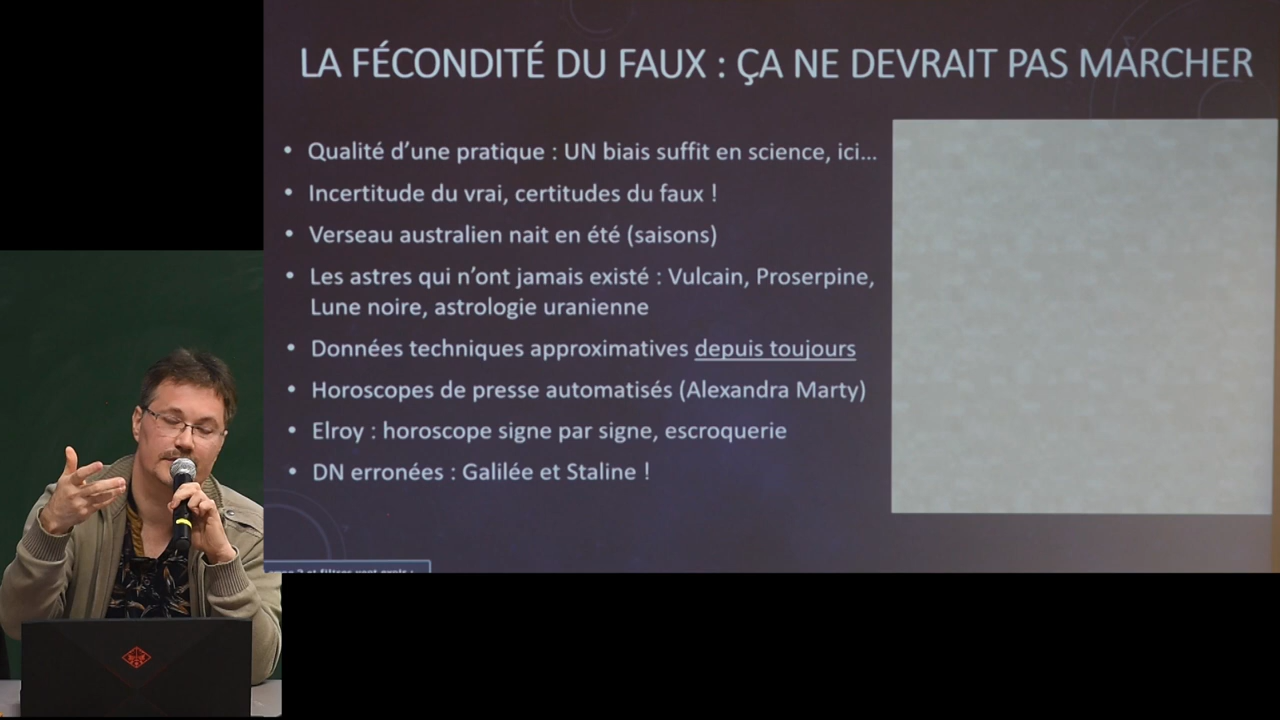 LA FÉCONDITÉ DU FAUX : ÇA NE DEVRAIT PAS MARCHER
• Qualité d'une pratique : UN biais suffit en science, ici…
• Incertitude du vrai, certitudes du faux !
• Verseau australien nait en été (saisons)
• Les astres qui n'ont jamais existé : Vulcain, Proserpine,
Lune noire, astrologie uranienne
• Données techniques approximatives depuis toujours
• Horoscopes de presse automatisés (Alexandra Marty)
• Elroy : horoscope signe par signe, escroquerie
• DN erronées : Galilée et Staline !